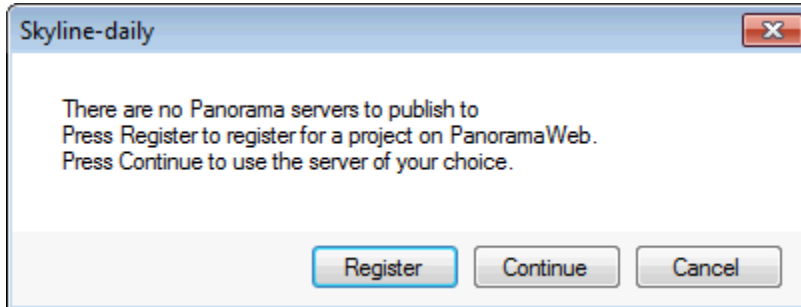 Skyline-daily
There are no Panorama servers to publish to
Press Register to register for a project on PanoramaWeb.
Press Continue to use the server of your choice.
Register Continue Cancel